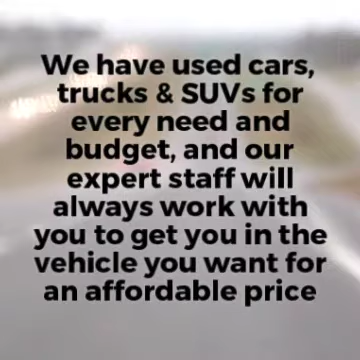 We have used cars,
trucks & SUVs for
every need and
budget, and our
expert staff will
always work with
you to get you in the
vehicle you want for
an affordable price